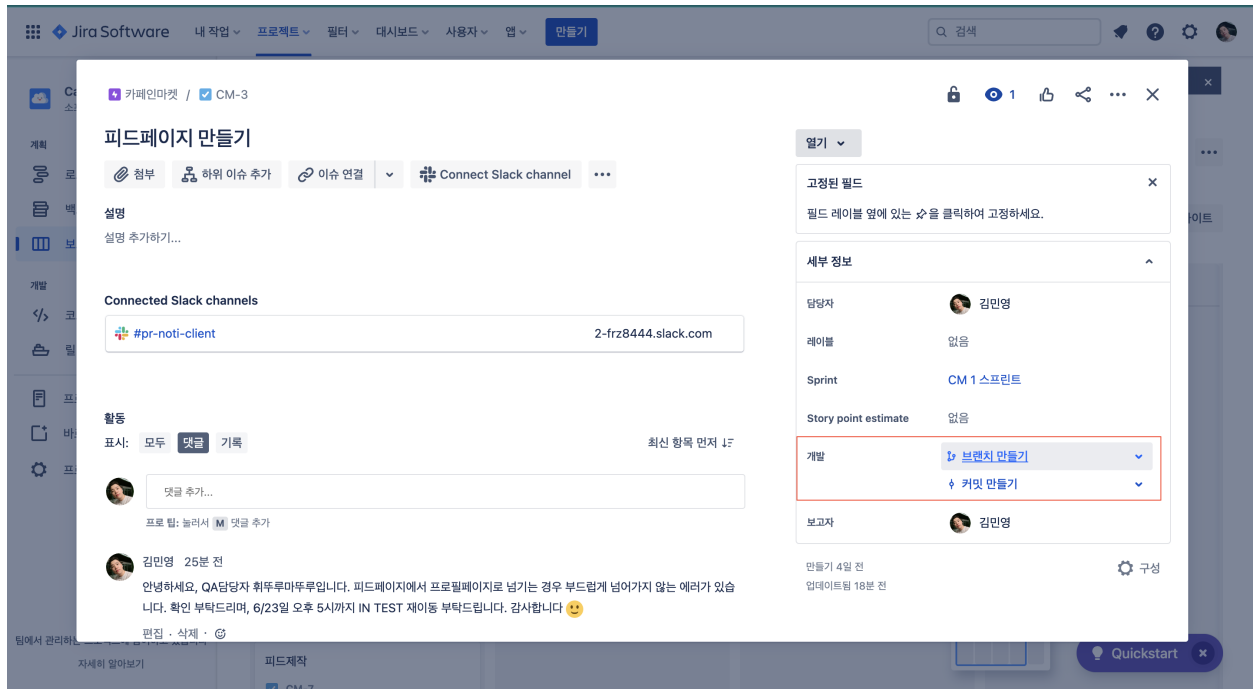 Jira Software 내 작업 프로젝트 필터 대시보드 사용자 앱 만들기 검색
카페인마켓 / CM-3 1
피드페이지 만들기
첨부 하위 이슈 추가 이슈 연결 Connect Slack channel
설명
설명 추가하기...
Connected Slack channels
#pr-noti-client 2-frz8444.slack.com
활동
표시: 모두 댓글 기록 최신 항목 먼저
댓글 추가...
프로 팁: 눌러서 M 댓글 추가
김민영 25분 전
안녕하세요, QA담당자 휘뚜루마뚜루입니다. 피드페이지에서 프로필페이지로 넘기는 경우 부드럽게 넘어가지 않는 에러가 있습
니다. 확인 부탁드리며, 6/23일 오후 5시까지 IN TEST 재이동 부탁드립니다. 감사합니다
편집 · 삭제 ·
열기
고정된 필드
필드 레이블 옆에 있는 을 클릭하여 고정하세요.
세부 정보
담당자 김민영
레이블 없음
Sprint CM 1 스프린트
Story point estimate 없음
개발 브랜치 만들기
커밋 만들기
보고자 김민영
만들기 4일 전
업데이트됨 18분 전
구성
계획
개발
팀에서 관리하는
자세히 알아보기
피드제작
CM-7
Quickstart